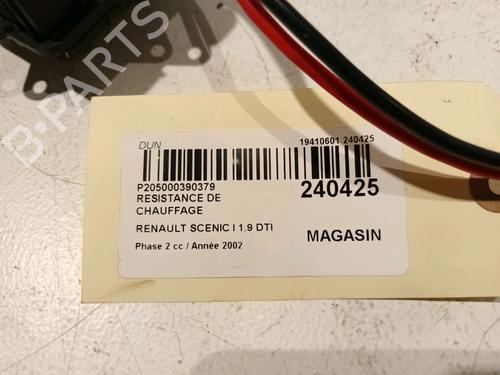 B-PARTS
DUN
19410601 240425
P205000390379
RESISTANCE DE
CHAUFFAGE
240425
RENAULT SCENIC I 1.9 DTI
MAGASIN
Phase 2 cc / Année 2002